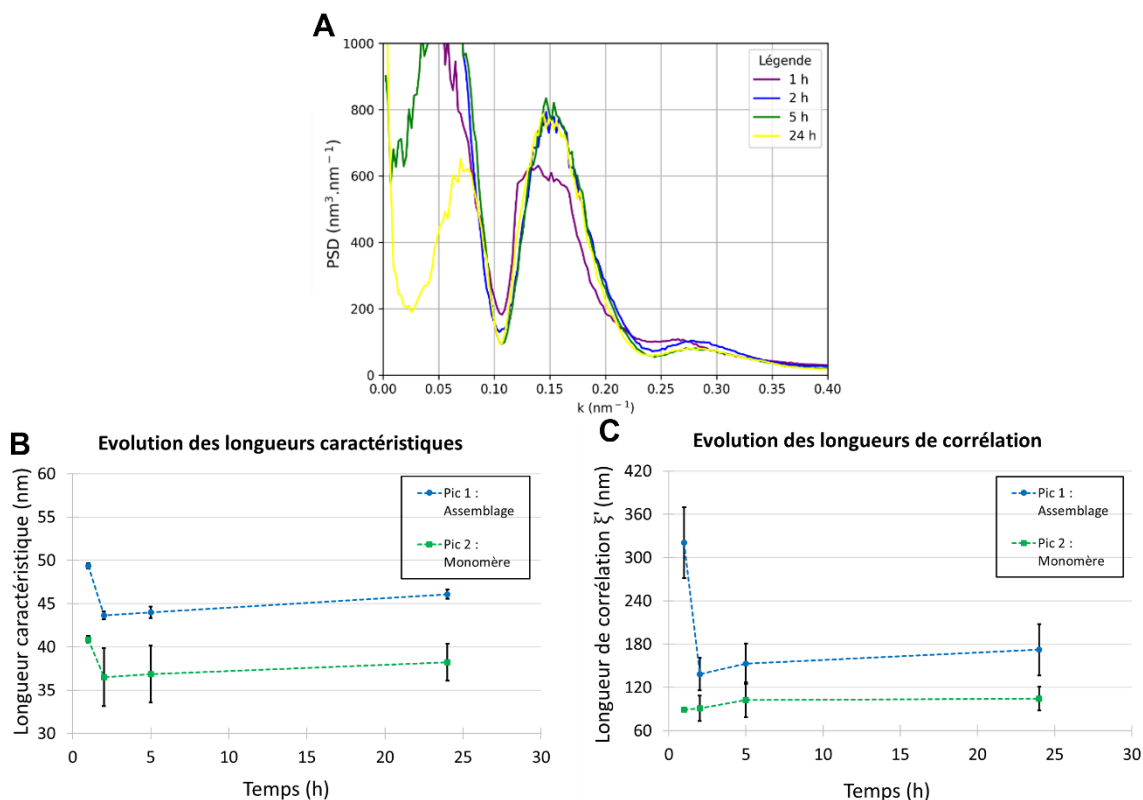 A
1000
800
600
400
200
0
PSD (nm³.nm⁻¹)
0.00 0.05 0.10 0.15 0.20 0.25 0.30 0.35 0.40
k (nm⁻¹)
Légende
1 h
2 h
5 h
24 h
B
Evolution des longueurs caractéristiques
Longueur caractéristique (nm)
60
55
50
45
40
35
30
0 5 10 15 20 25 30
Temps (h)
Pic 1 :
Assemblage
Pic 2 :
Monomère
C
Evolution des longueurs de corrélation
Longueur de corrélation ξ' (nm)
420
360
300
240
180
120
60
0 5 10 15 20 25 30
Temps (h)
Pic 1 :
Assemblage
Pic 2 :
Monomère